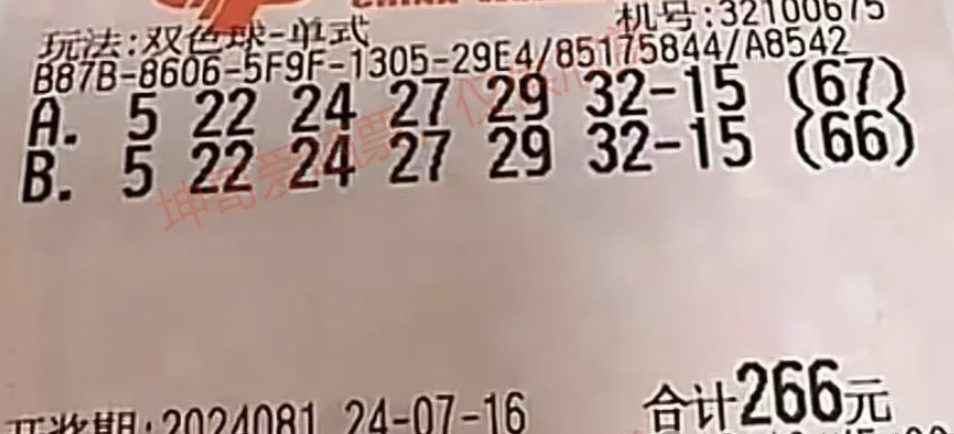 机号:32100675
玩法:双色球-单式
B87B-8606-5F9F-1305-29E4/85175844/A8542
A. 5 22 24 27 29 32-15 (67)
B. 5 22 24 27 29 32-15 (66)
开奖期:2024081 24-07-16
合计266元